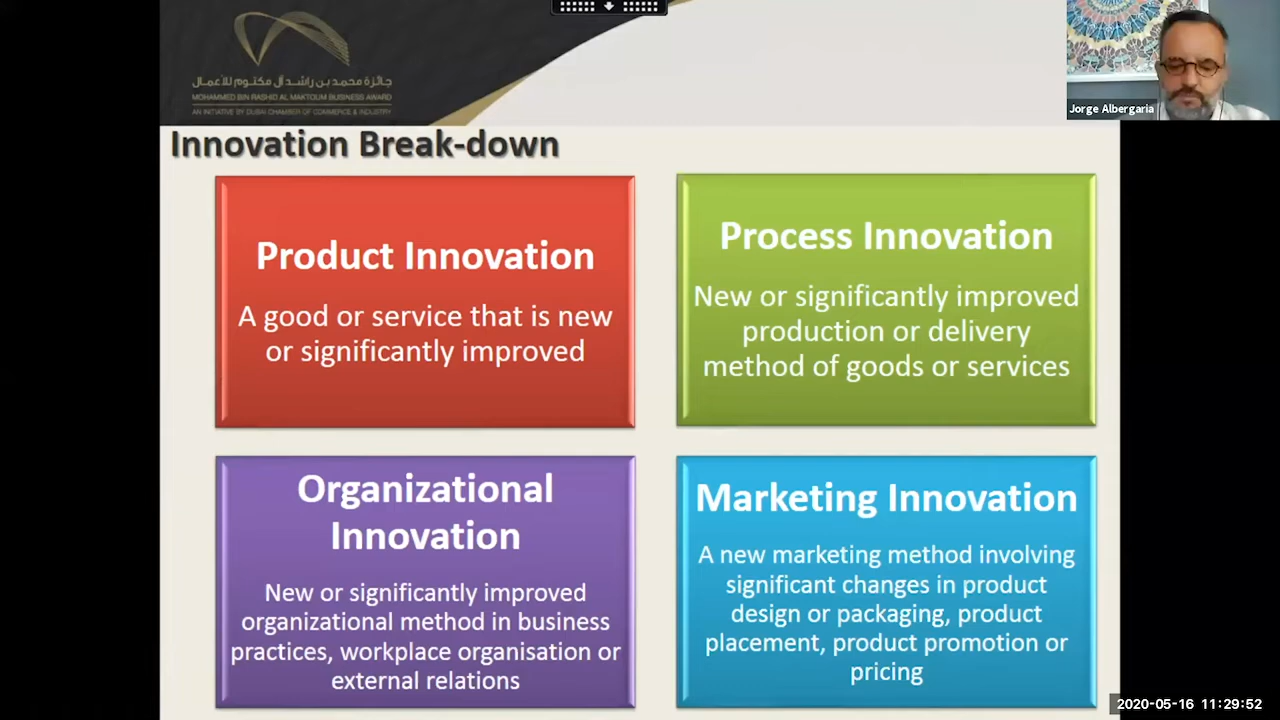 جائزة محمد بن راشد آل مكتوم للأعمال
MOHAMMED BIN RASHID AL MAKTOUM BUSINESS AWARD
AN INITIATIVE BY DUBAI CHAMBER OF COMMERCE & INDUSTRY
Jorge Albergaria
Innovation Break-down
Product Innovation
A good or service that is new
or significantly improved
Process Innovation
New or significantly improved
production or delivery
method of goods or services
Organizational
Innovation
New or significantly improved
organizational method in business
practices, workplace organisation or
external relations
Marketing Innovation
A new marketing method involving
significant changes in product
design or packaging, product
placement, product promotion or
pricing
2020-05-16 11:29:52